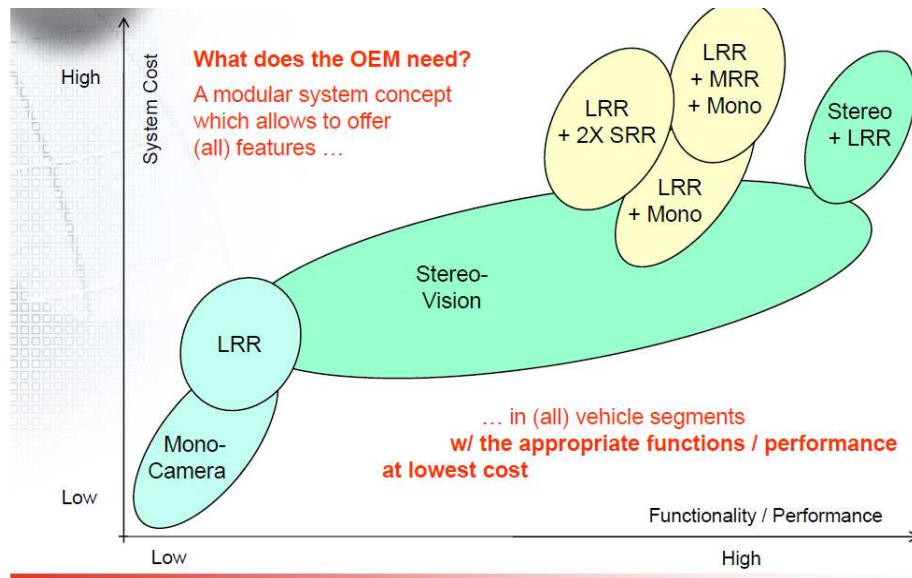 High
System Cost
What does the OEM need?
A modular system concept
which allows to offer
(all) features …
LRR
+ 2X SRR
LRR
+ MRR
+ Mono
Stereo
+ LRR
LRR
+ Mono
Stereo-
Vision
LRR
Mono-
Camera
… in (all) vehicle segments
w/ the appropriate functions / performance
at lowest cost
Low
Functionality / Performance
Low
High